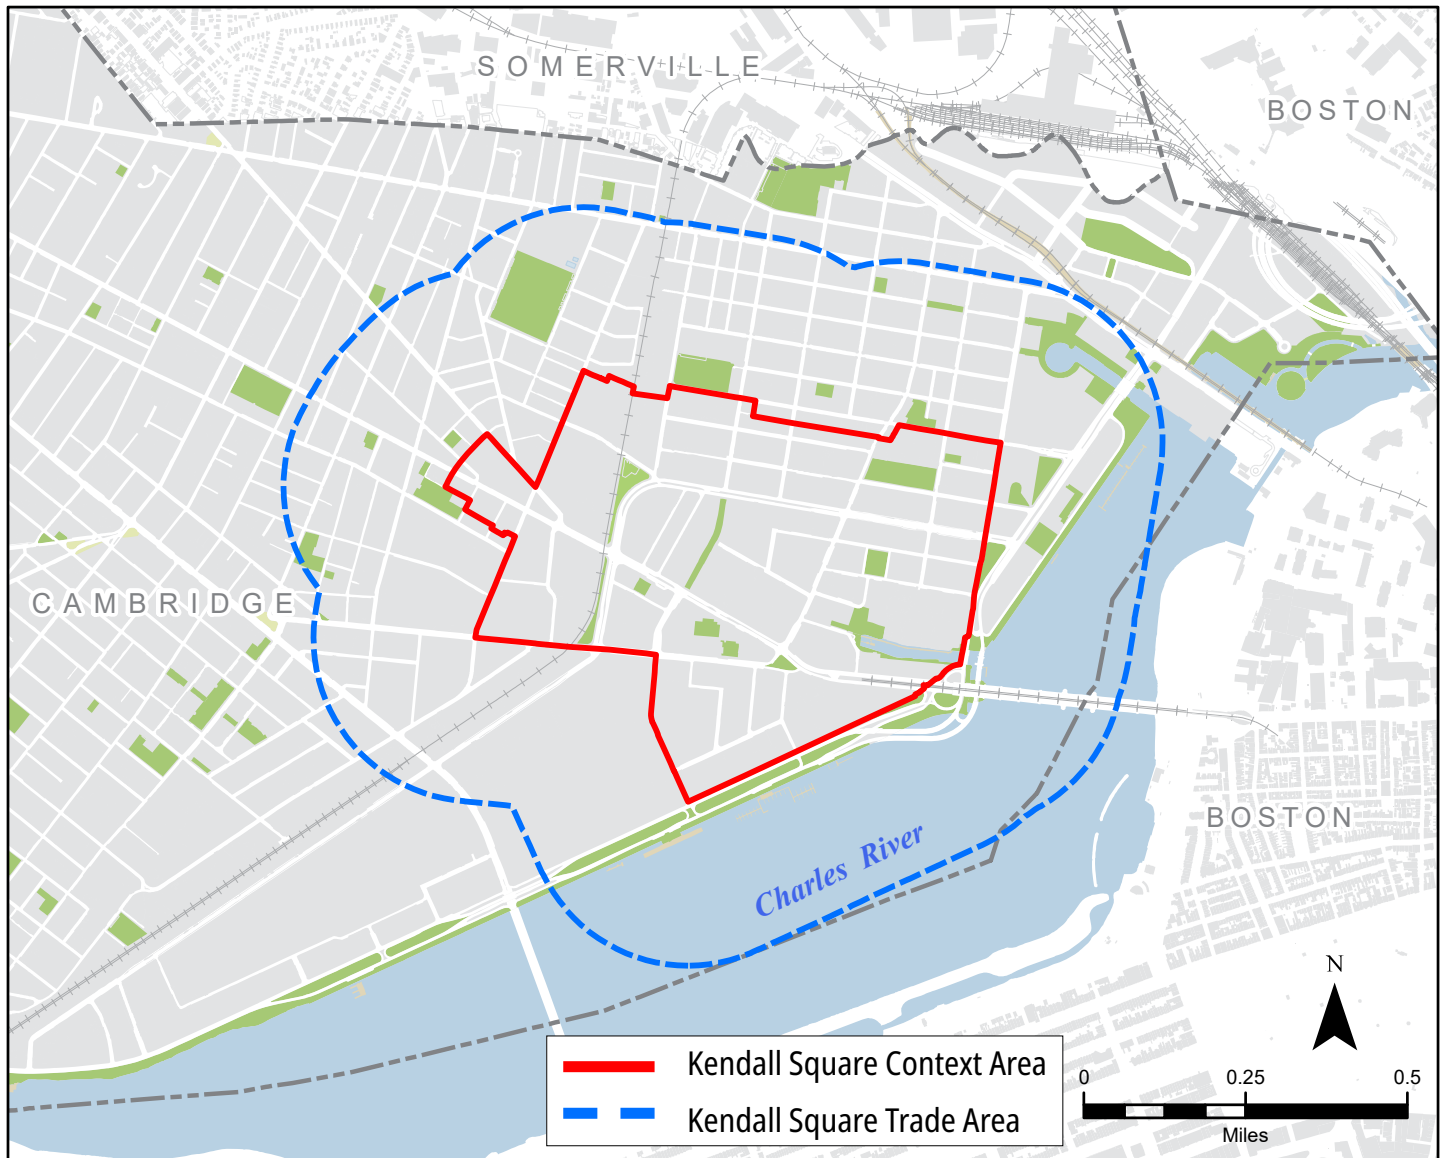 SOMERVILLE
BOSTON
CAMBRIDGE
BOSTON
Charles River
N
Kendall Square Context Area
Kendall Square Trade Area
0 0.25 0.5
Miles